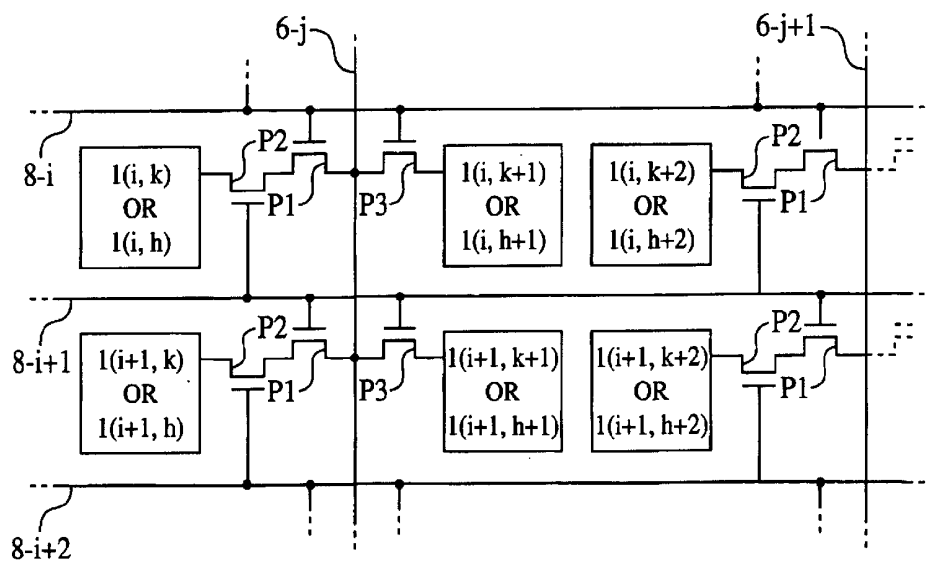 6-j
6-j+1
8-i
P2
P1
P3
P2
P1
1(i, k)
OR
1(i, h)
1(i, k+1)
OR
1(i, h+1)
1(i, k+2)
OR
1(i, h+2)
8-i+1
P2
P1
P3
P2
P1
1(i+1, k)
OR
1(i+1, h)
1(i+1, k+1)
OR
1(i+1, h+1)
1(i+1, k+2)
OR
1(i+1, h+2)
8-i+2